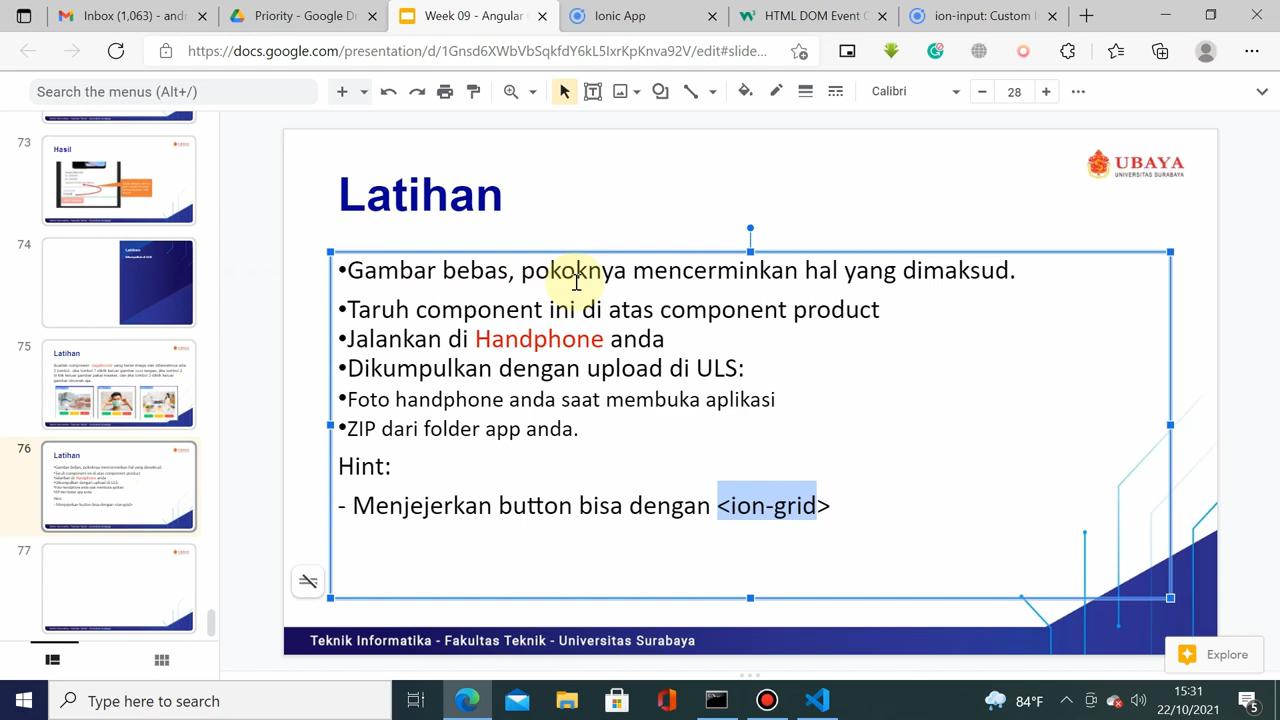 Inbox (1,063) - andr
Priority - Google D
Week 09 - Angular
Ionic App
HTML DOM Event O
ion-input: Custom
https://docs.google.com/presentation/d/1Gnsd6XWbVbSqkfdY6kL5IxrKpKnva92V/edit#slide...
Search the menus (Alt+/)
Calibri
28
73
Hasil
74
Latihan
75
Latihan
76
Latihan
77
UBAYA
UNIVERSITAS SURABAYA
Latihan
•Gambar bebas, pokoknya mencerminkan hal yang dimaksud.
•Taruh component ini di atas component product
•Jalankan di Handphone anda
•Dikumpulkan dengan upload di ULS:
•Foto handphone anda saat membuka aplikasi
•ZIP dari folder app anda.
Hint:
- Menjejerkan button bisa dengan <ion-grid>
Teknik Informatika - Fakultas Teknik - Universitas Surabaya
Explore
Type here to search
84°F
15:31
22/10/2021
5